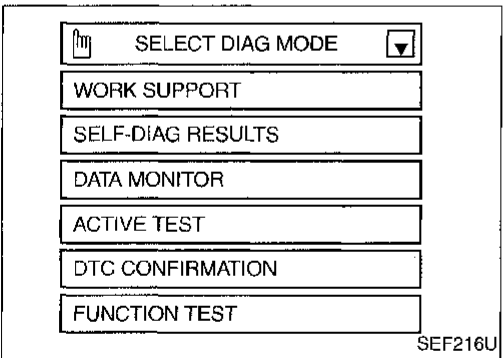 SELECT DIAG MODE
WORK SUPPORT
SELF-DIAG RESULTS
DATA MONITOR
ACTIVE TEST
DTC CONFIRMATION
FUNCTION TEST
SEF216U